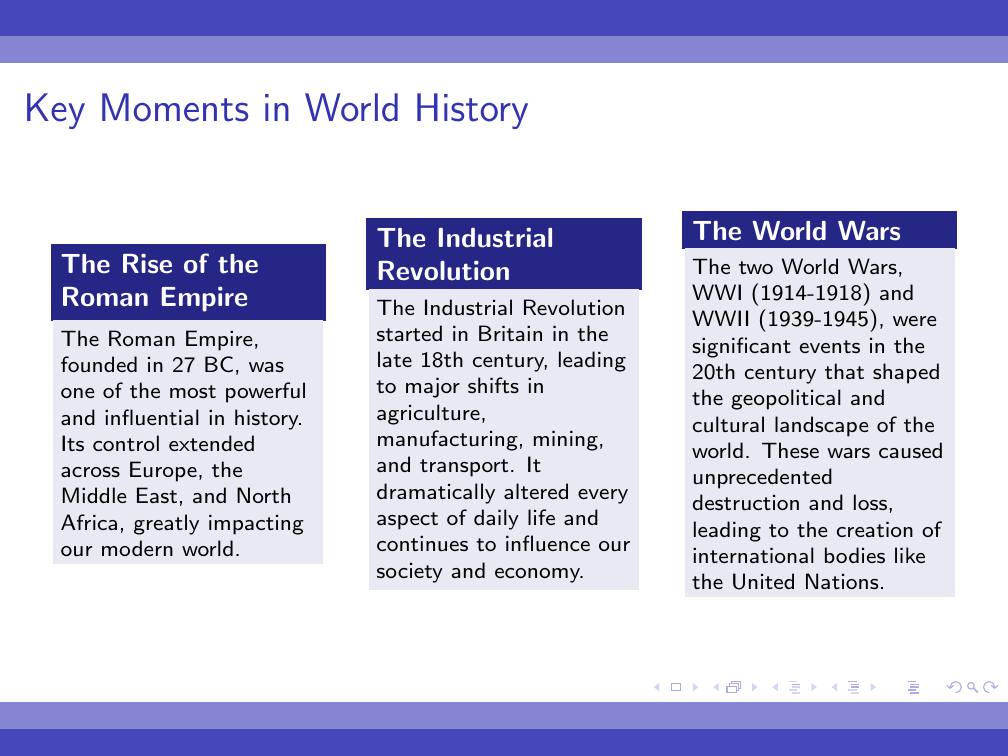 Key Moments in World History
The Rise of the
Roman Empire
The Roman Empire,
founded in 27 BC, was
one of the most powerful
and influential in history.
Its control extended
across Europe, the
Middle East, and North
Africa, greatly impacting
our modern world.
The Industrial
Revolution
The Industrial Revolution
started in Britain in the
late 18th century, leading
to major shifts in
agriculture,
manufacturing, mining,
and transport. It
dramatically altered every
aspect of daily life and
continues to influence our
society and economy.
The World Wars
The two World Wars,
WWI (1914-1918) and
WWII (1939-1945), were
significant events in the
20th century that shaped
the geopolitical and
cultural landscape of the
world. These wars caused
unprecedented
destruction and loss,
leading to the creation of
international bodies like
the United Nations.